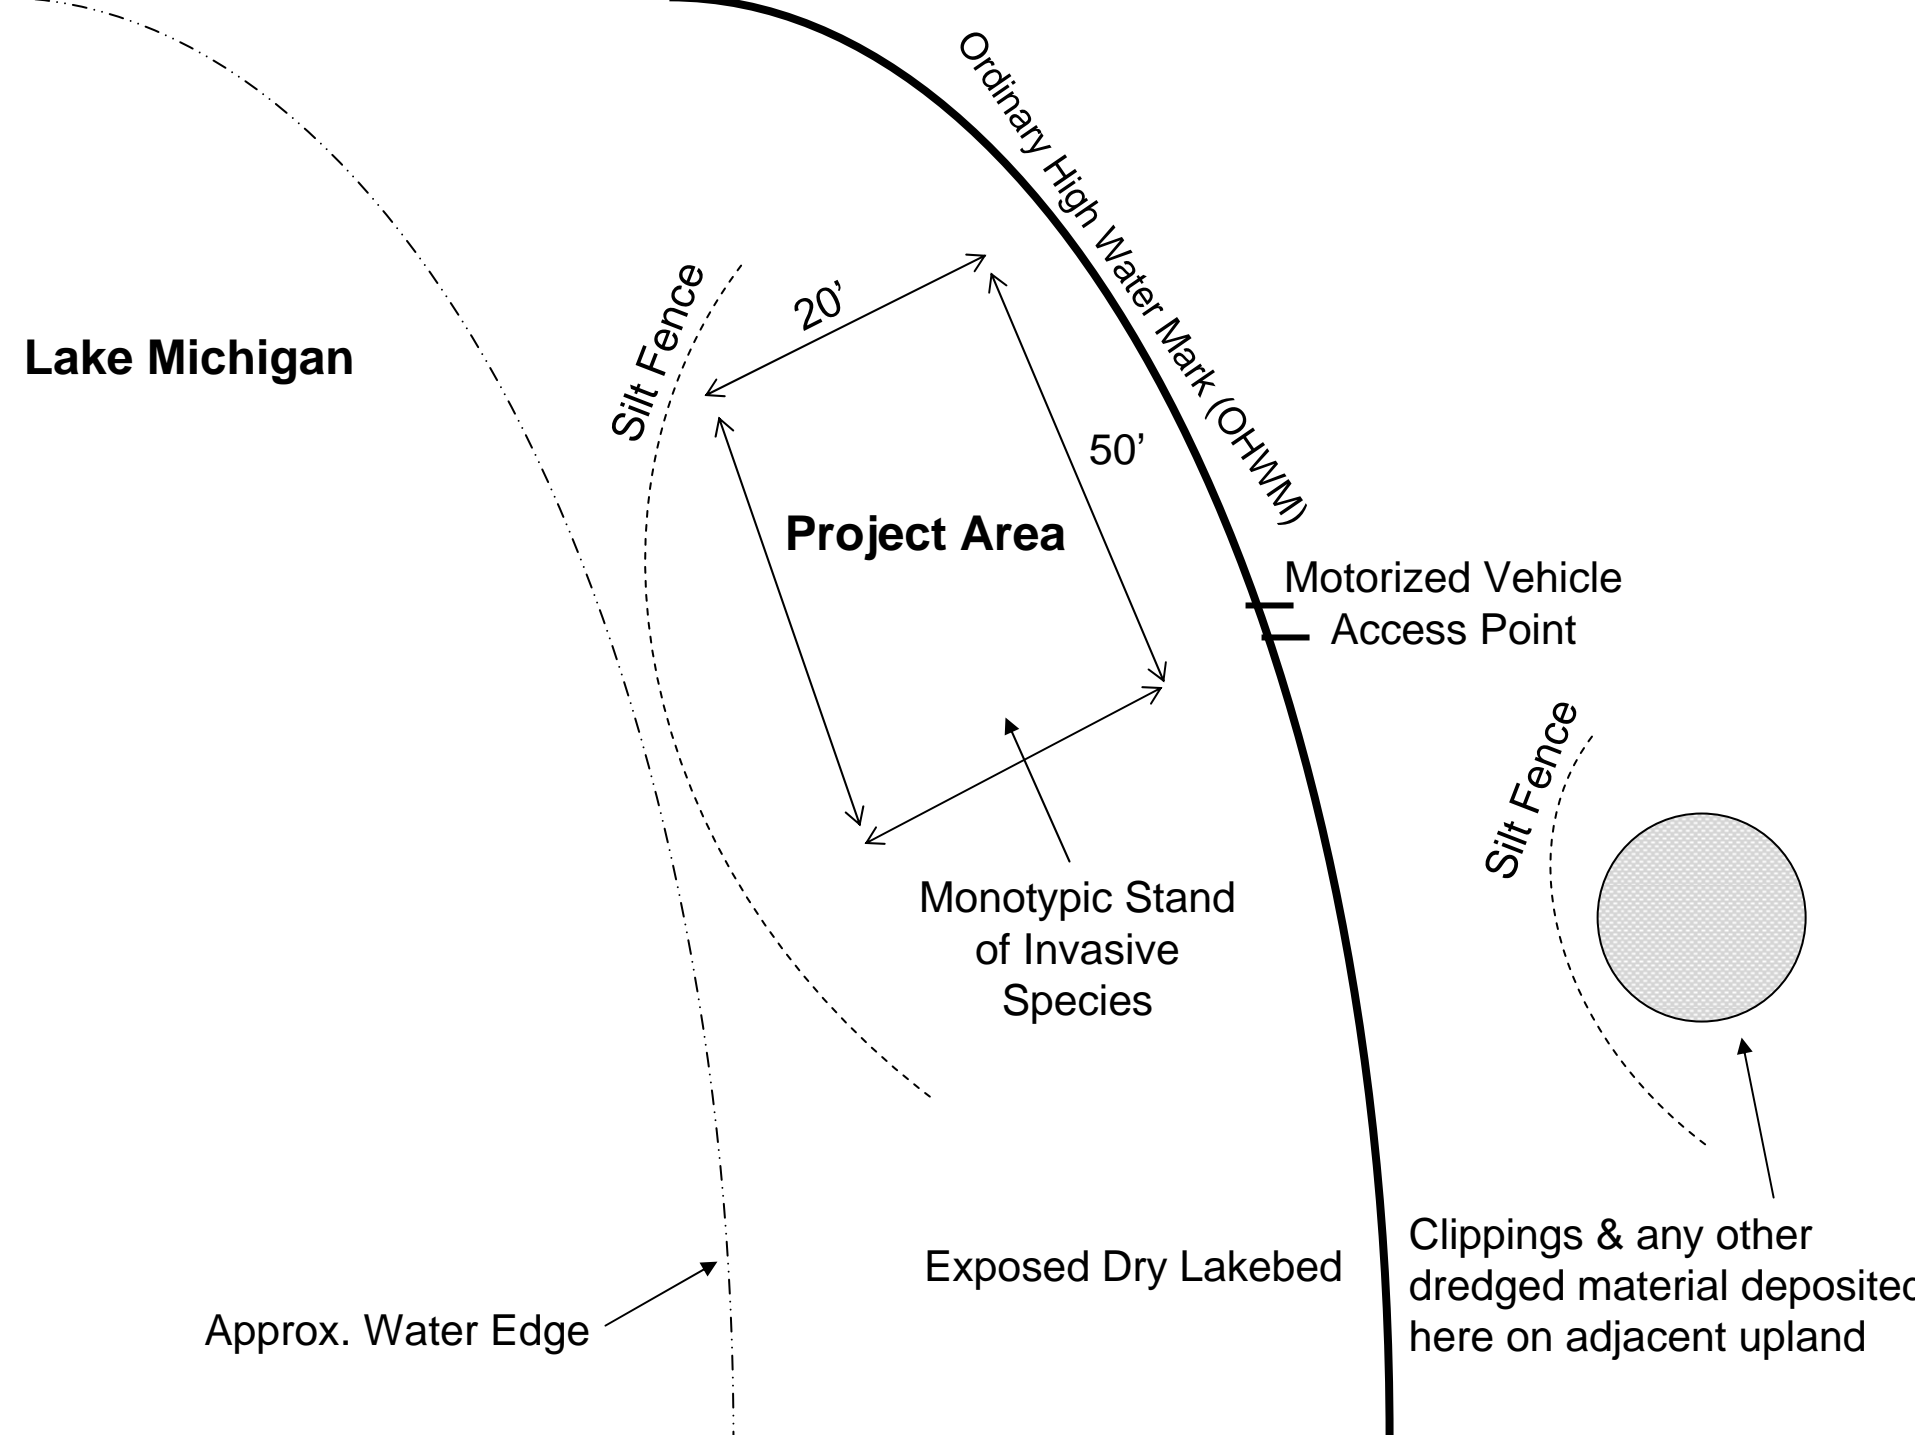 Ordinary High Water Mark (OHWM)
Silt Fence
20’
Lake Michigan
50’
Project Area
Motorized Vehicle
Access Point
Silt Fence
Monotypic Stand
of Invasive
Species
Exposed Dry Lakebed
Approx. Water Edge
Clippings & any other
dredged material deposited
here on adjacent upland